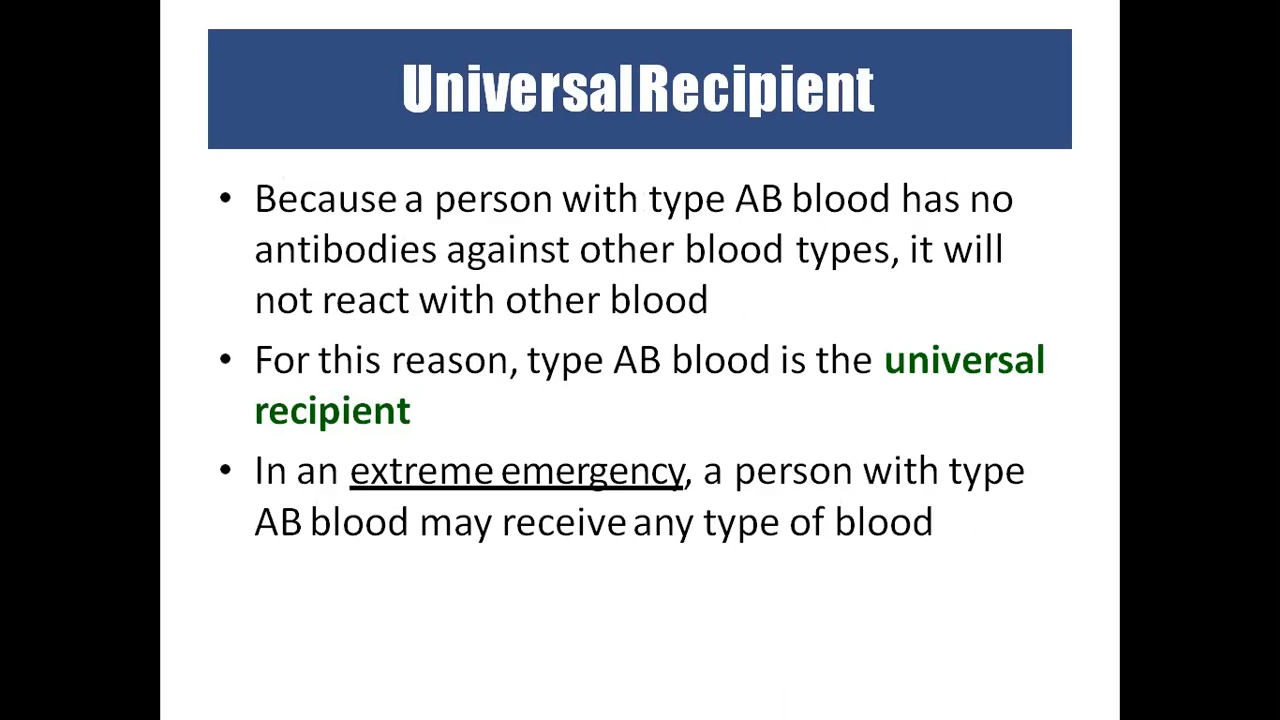 Universal Recipient
• Because a person with type AB blood has no
antibodies against other blood types, it will
not react with other blood
• For this reason, type AB blood is the universal
recipient
• In an extreme emergency, a person with type
AB blood may receive any type of blood